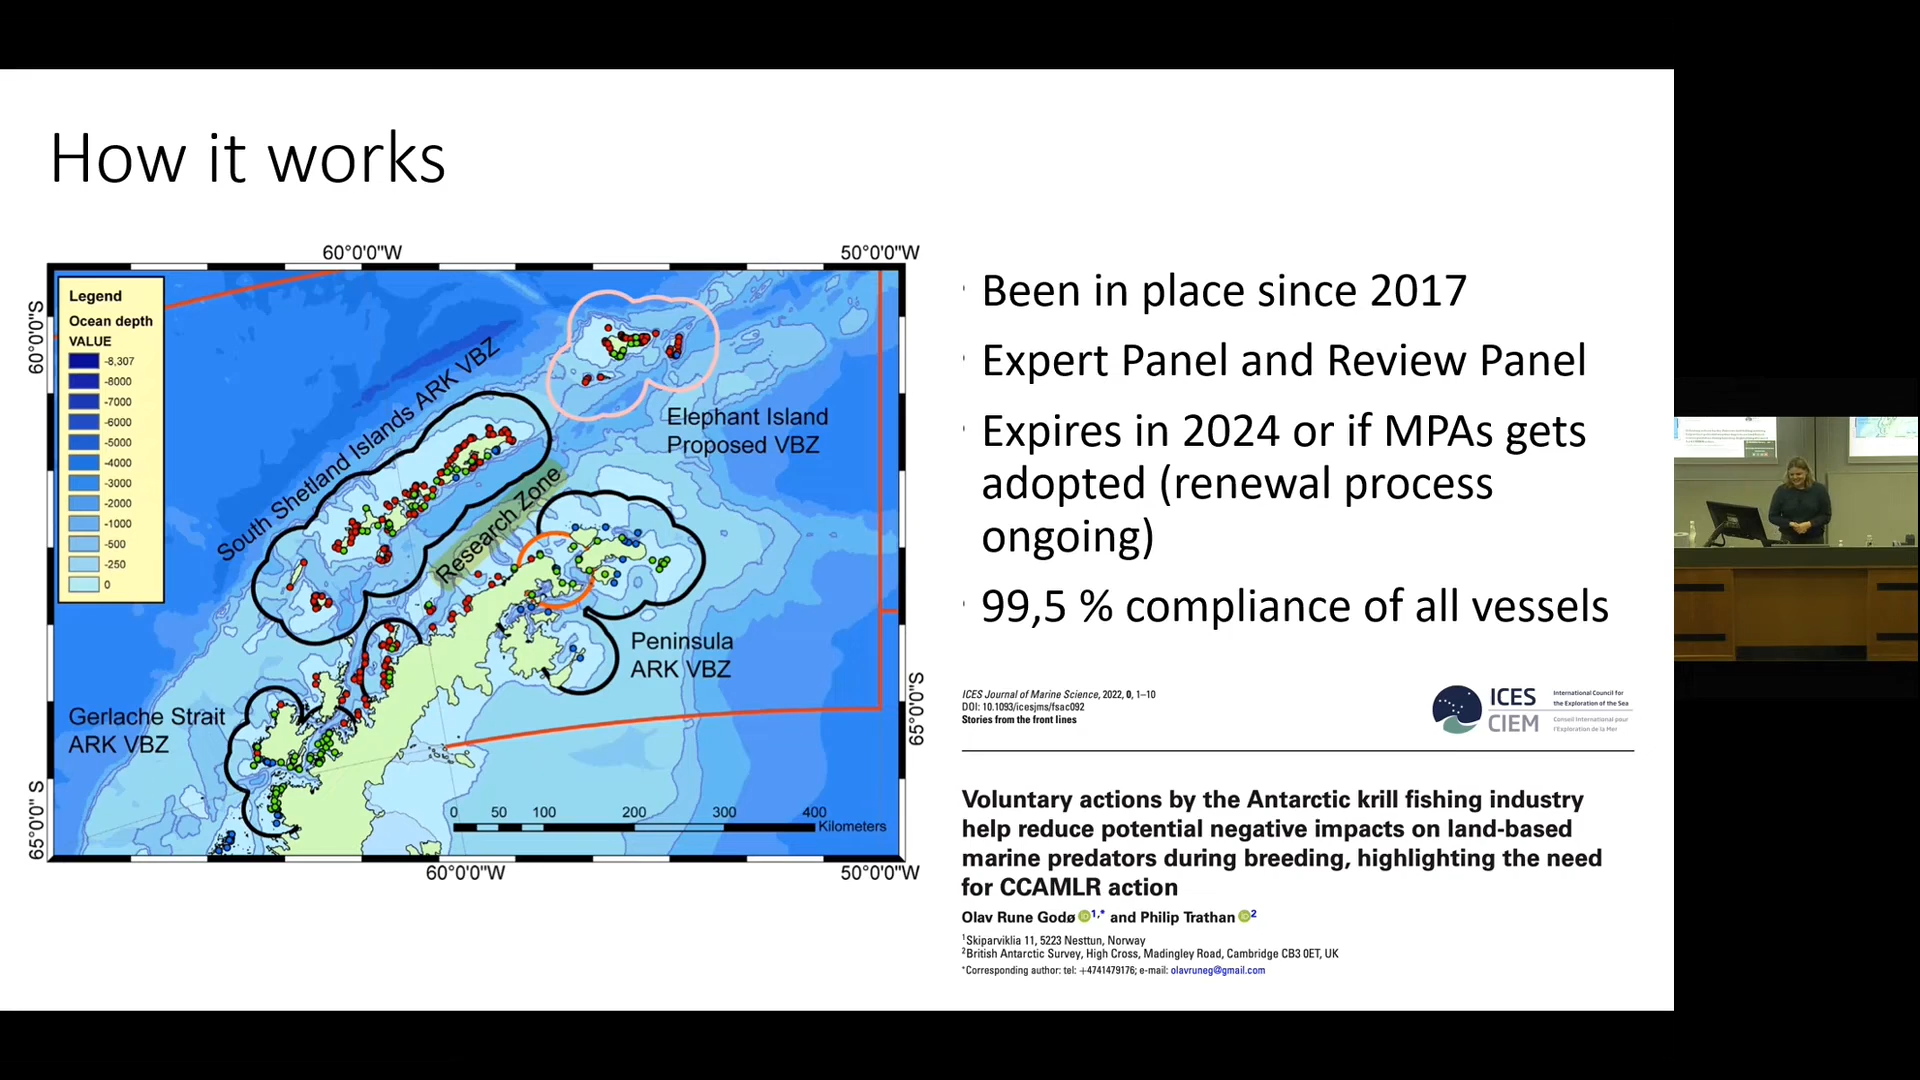 How it works
60°0'0"W
50°0'0"W
60°0'0"S
Legend
Ocean depth
VALUE
-8,307
-8000
-7000
-6000
-5000
-4000
-3000
-2000
-1000
-500
-250
0
South Shetland Islands ARK VBZ
Elephant Island
Proposed VBZ
Research Zone
Peninsula
ARK VBZ
Gerlache Strait
ARK VBZ
65°0'0"S
65°0'0" S
0 50 100 200 300 400
Kilometers
60°0'0"W
50°0'0"W
Been in place since 2017
Expert Panel and Review Panel
Expires in 2024 or if MPAs gets
adopted (renewal process
ongoing)
99,5 % compliance of all vessels
ICES Journal of Marine Science, 2022, 0, 1–10
DOI: 10.1093/icesjms/fsac092
Stories from the front lines
ICES
CIEM
International Council for
the Exploration of the Sea
Conseil International pour
l'Exploration de la Mer
Voluntary actions by the Antarctic krill fishing industry
help reduce potential negative impacts on land-based
marine predators during breeding, highlighting the need
for CCAMLR action
Olav Rune Godø iD 1,* and Philip Trathan iD 2
1Skiparviklia 11, 5223 Nesttun, Norway
2British Antarctic Survey, High Cross, Madingley Road, Cambridge CB3 0ET, UK
*Corresponding author: tel: +4741479176; e-mail: olavruneg@gmail.com